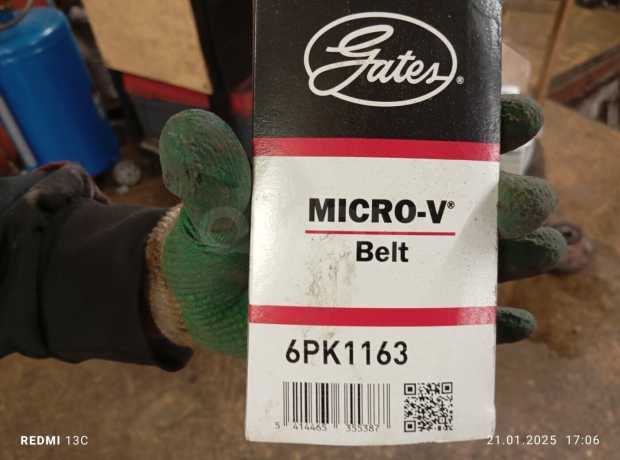 Gates®
MICRO-V®
Belt
6PK1163
5 414465 355387
REDMI 13C
21.01.2025 17:06